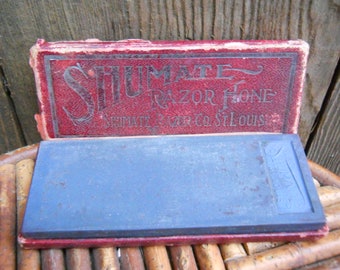 SHUMATE
RAZOR HONE
SHUMATE RAZOR CO. ST. LOUIS